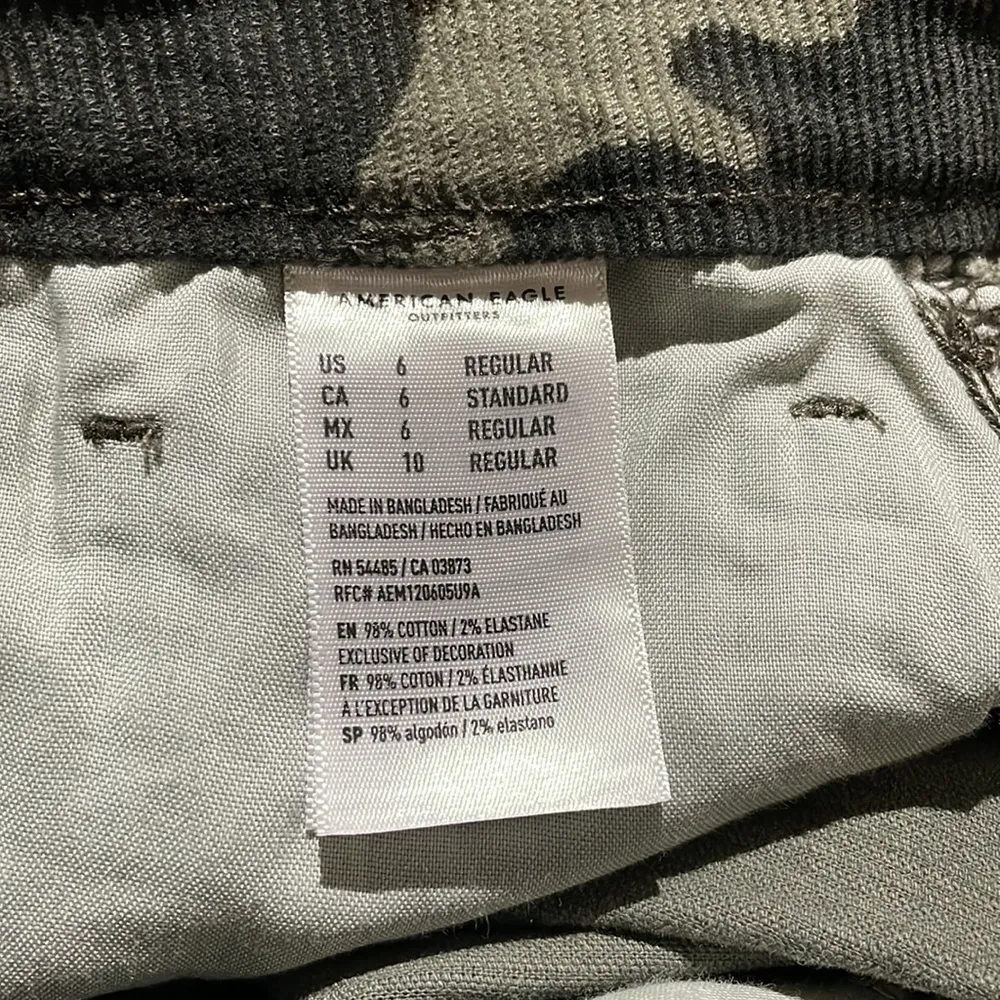 AMERICAN EAGLE
OUTFITTERS
US 6 REGULAR
CA 6 STANDARD
MX 6 REGULAR
UK 10 REGULAR
MADE IN BANGLADESH / FABRIQUÉ AU
BANGLADESH / HECHO EN BANGLADESH
RN 54485 / CA 03873
RFC# AEM120605U9A
EN 98% COTTON / 2% ELASTANE
EXCLUSIVE OF DECORATION
FR 98% COTON / 2% ÉLASTHANNE
À L'EXCEPTION DE LA GARNITURE
SP 98% algodón / 2% elastano